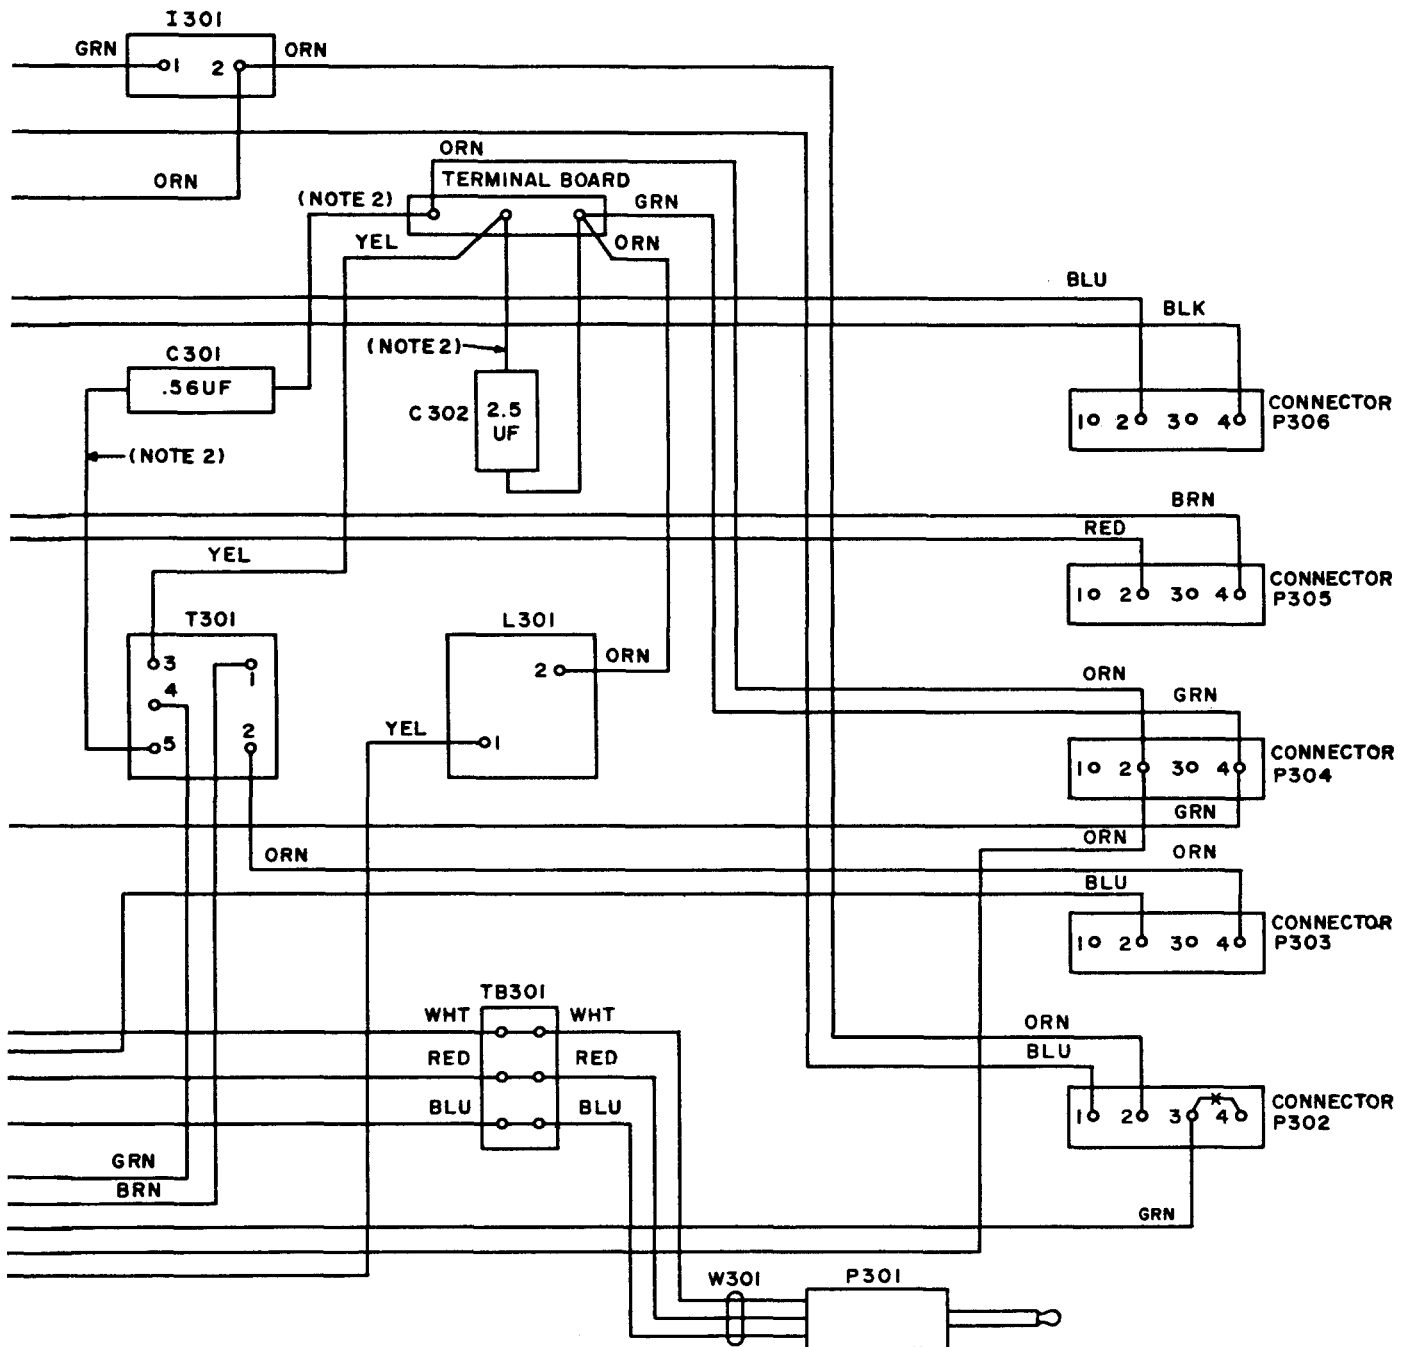 I301
GRN
1
2
ORN
ORN
ORN
TERMINAL BOARD
(NOTE 2)
GRN
YEL
ORN
BLU
BLK
(NOTE 2)
C301
.56UF
C302
2.5
UF
CONNECTOR
P306
1
2
3
4
(NOTE 2)
BRN
RED
YEL
CONNECTOR
P305
1
2
3
4
T301
L301
3
4
5
1
2
2
ORN
YEL
1
ORN
GRN
CONNECTOR
P304
1
2
3
4
GRN
ORN
ORN
ORN
BLU
CONNECTOR
P303
1
2
3
4
TB301
WHT
WHT
RED
RED
BLU
BLU
ORN
BLU
CONNECTOR
P302
1
2
3
4
GRN
BRN
GRN
W301
P301